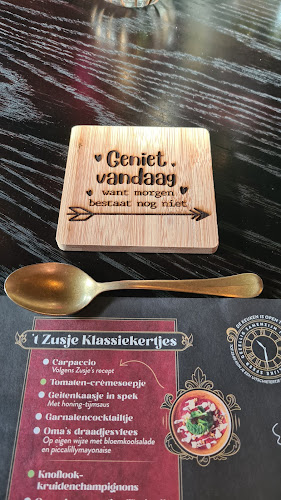 Geniet
vandaag
want morgen
bestaat nog niet
't Zusje Klassiekertjes
Carpaccio
Volgens Zusje's recept
Tomaten-crèmesoepje
Geitenkaasje in spek
Met honing-tijmsaus
Garnalencocktailtje
Oma's draadjesvlees
Op eigen wijze met bloemkoolsalade
en piccalillymayonaise
Knoflook-
kruidenchampignons